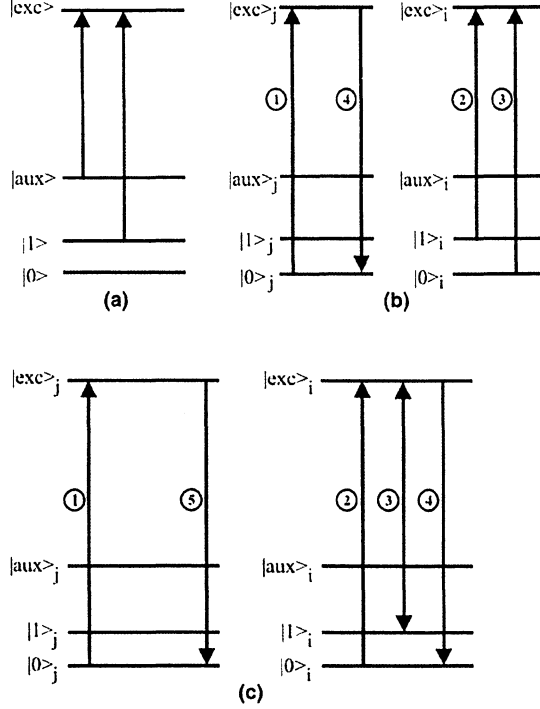 |exc>
|aux>
|1>
|0>
(a)
|exc>j
|aux>j
|1>j
|0>j
1
4
|exc>i
|aux>i
|1>i
|0>i
2
3
(b)
|exc>j
|aux>j
|1>j
|0>j
1
5
|exc>i
|aux>i
|1>i
|0>i
2
3
4
(c)